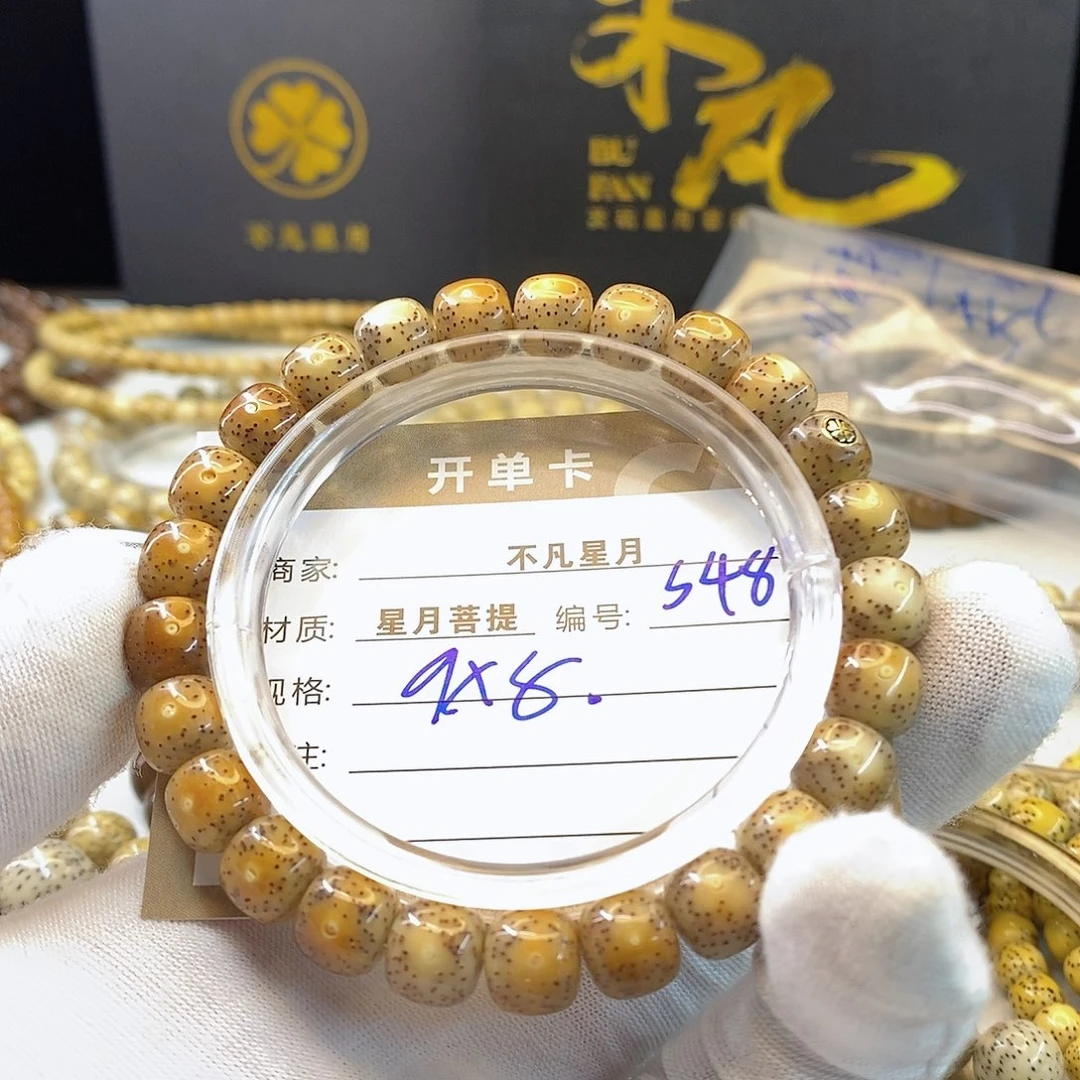 不凡
BU
FAN
不凡星月
开单卡
商家: 不凡星月
材质: 星月菩提 编号: 548
规格: 9x8.
注: